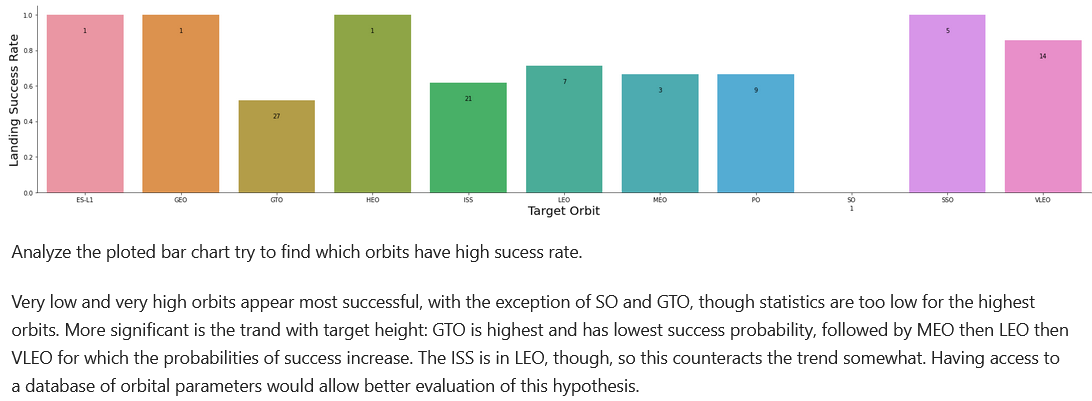 Landing Success Rate
1.0
0.8
0.6
0.4
0.2
0.0
1
1
27
1
21
7
3
9
5
14
ES-L1 GEO GTO HEO ISS LEO MEO PO SO SSO VLEO
1
Target Orbit
Analyze the ploted bar chart try to find which orbits have high sucess rate.
Very low and very high orbits appear most successful, with the exception of SO and GTO, though statistics are too low for the highest
orbits. More significant is the trand with target height: GTO is highest and has lowest success probability, followed by MEO then LEO then
VLEO for which the probabilities of success increase. The ISS is in LEO, though, so this counteracts the trend somewhat. Having access to
a database of orbital parameters would allow better evaluation of this hypothesis.